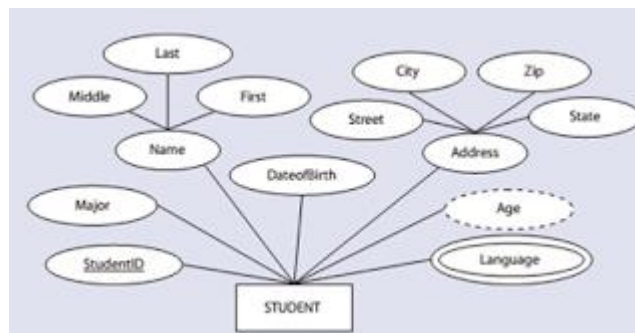 Last
City
Zip
Middle
First
Street
State
Name
Address
DateofBirth
Major
Age
StudentID
Language
STUDENT